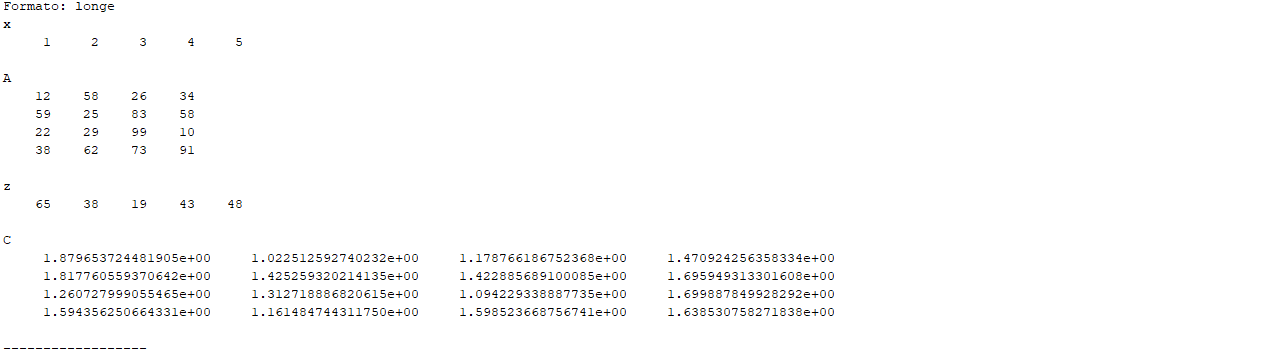 Formato: longe
x
1 2 3 4 5
A
12 58 26 34
59 25 83 58
22 29 99 10
38 62 73 91
z
65 38 19 43 48
C
1.879653724481905e+00 1.022512592740232e+00 1.178766186752368e+00 1.470924256358334e+00
1.817760559370642e+00 1.425259320214135e+00 1.422885689100085e+00 1.695949313301608e+00
1.260727999055465e+00 1.312718886820615e+00 1.094229338887735e+00 1.699887849928292e+00
1.594356250664331e+00 1.161484744311750e+00 1.598523668756741e+00 1.638530758271838e+00
------------------